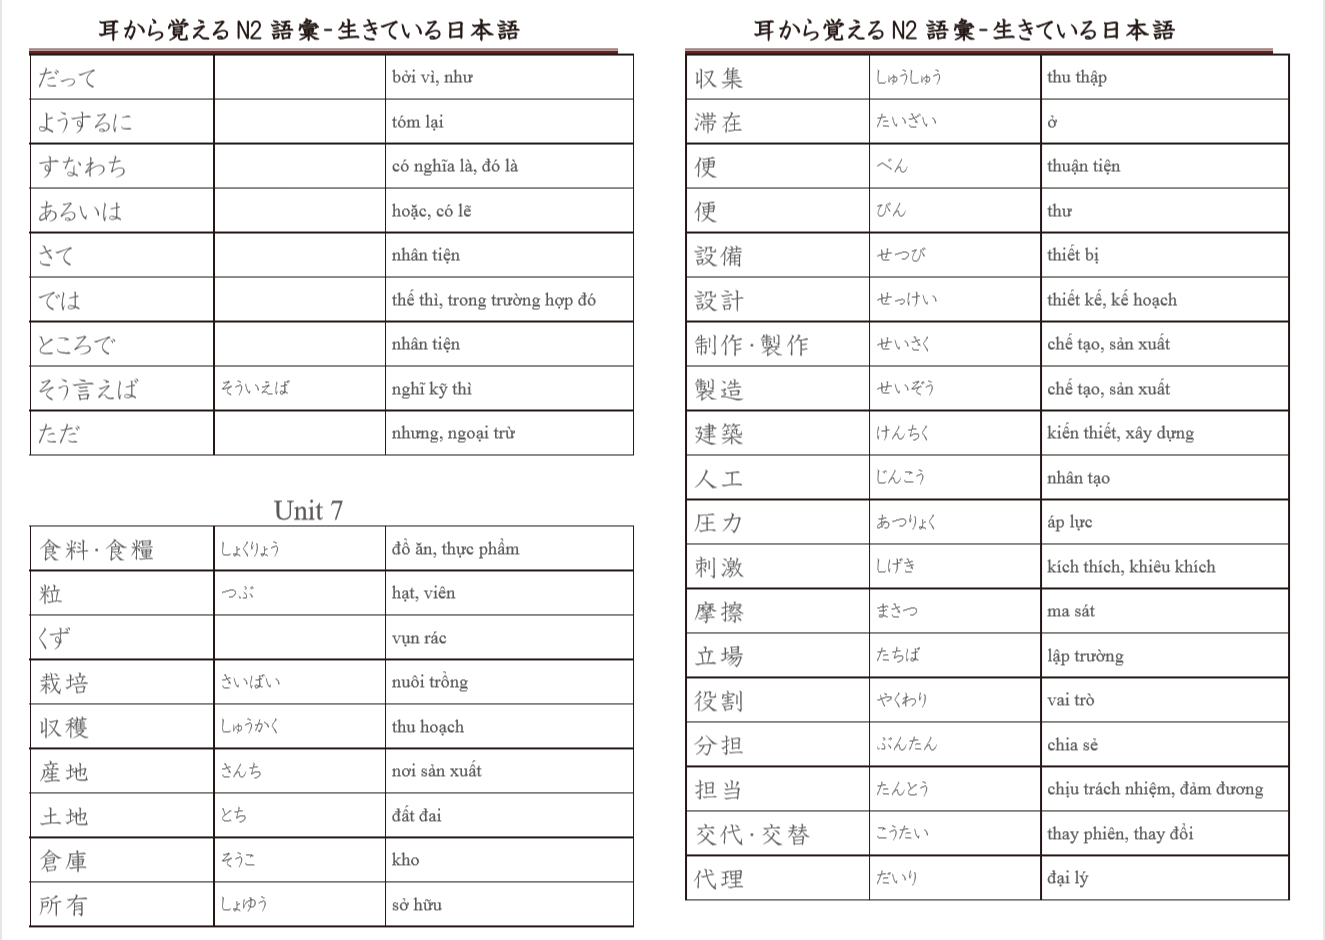 耳から覚える N2 語彙-生きている日本語
だって bởi vì, như
ようするに tóm lại
すなわち có nghĩa là, đó là
あるいは hoặc, có lẽ
さて nhân tiện
では thế thì, trong trường hợp đó
ところで nhân tiện
そう言えば そういえば nghĩ kỹ thì
ただ nhưng, ngoại trừ
Unit 7
食料·食糧 しょくりょう đồ ăn, thực phẩm
粒 つぶ hạt, viên
くず vụn rác
栽培 さいばい nuôi trồng
収穫 しゅうかく thu hoạch
産地 さんち nơi sản xuất
土地 とち đất đai
倉庫 そうこ kho
所有 しょゆう sở hữu
耳から覚える N2 語彙-生きている日本語
収集 しゅうしゅう thu thập
滞在 たいざい ở
便 べん thuận tiện
便 びん thư
設備 せつび thiết bị
設計 せっけい thiết kế, kế hoạch
制作·製作 せいさく chế tạo, sản xuất
製造 せいぞう chế tạo, sản xuất
建築 けんちく kiến thiết, xây dựng
人工 じんこう nhân tạo
圧力 あつりょく áp lực
刺激 しげき kích thích, khiêu khích
摩擦 まさつ ma sát
立場 たちば lập trường
役割 やくわり vai trò
分担 ぶんたん chia sẻ
担当 たんとう chịu trách nhiệm, đảm đương
交代·交替 こうたい thay phiên, thay đổi
代理 だいり đại lý